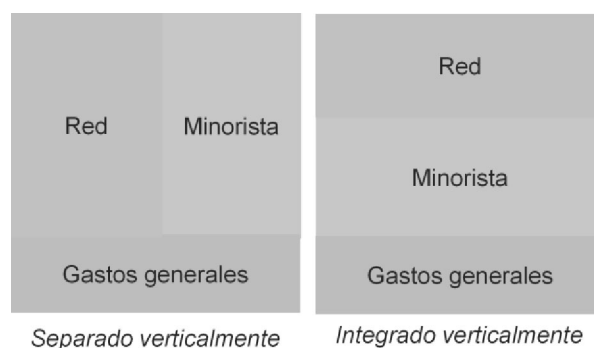 Red
Minorista
Gastos generales
Separado verticalmente
Red
Minorista
Gastos generales
Integrado verticalmente